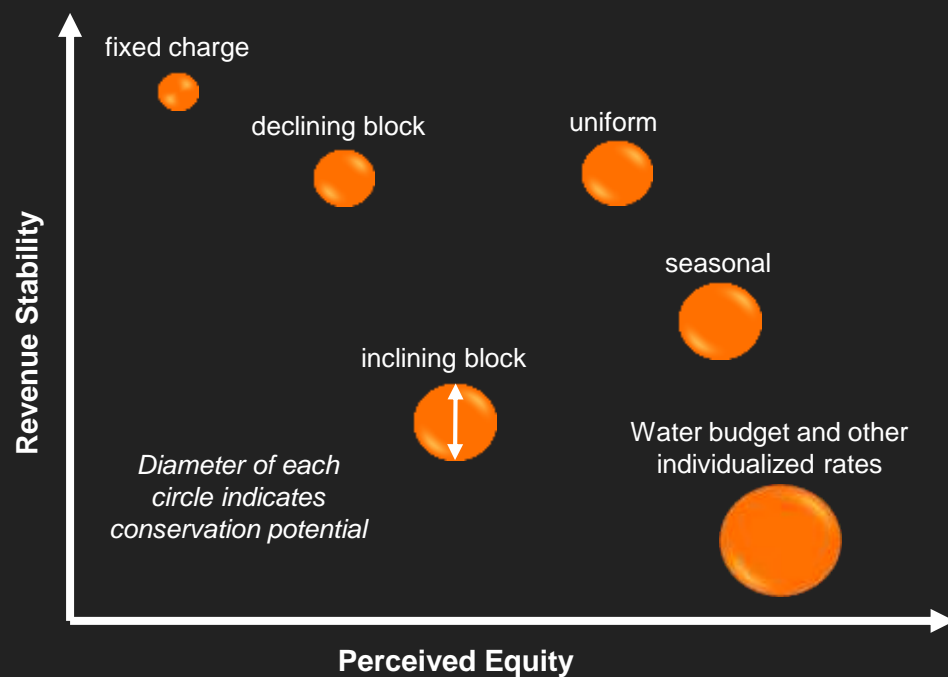 fixed charge
declining block
uniform
seasonal
inclining block
Water budget and other
individualized rates
Diameter of each
circle indicates
conservation potential
Revenue Stability
Perceived Equity